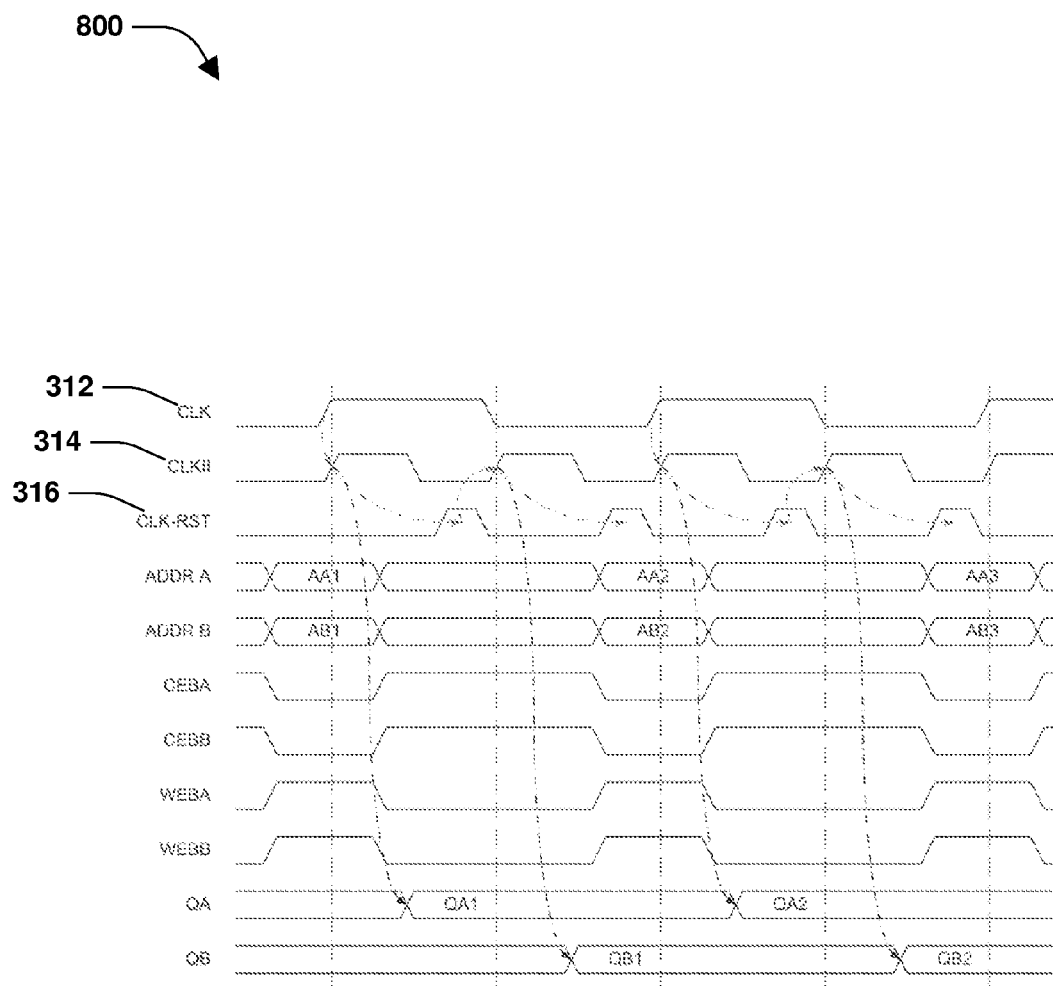 800
312
CLK
314
CLKII
316
CLK-RST
ADDR A AA1 AA2 AA3
ADDR B AB1 AB2 AB3
CEBA
CEBB
WEBA
WEBB
QA QA1 QA2
QB QB1 QB2